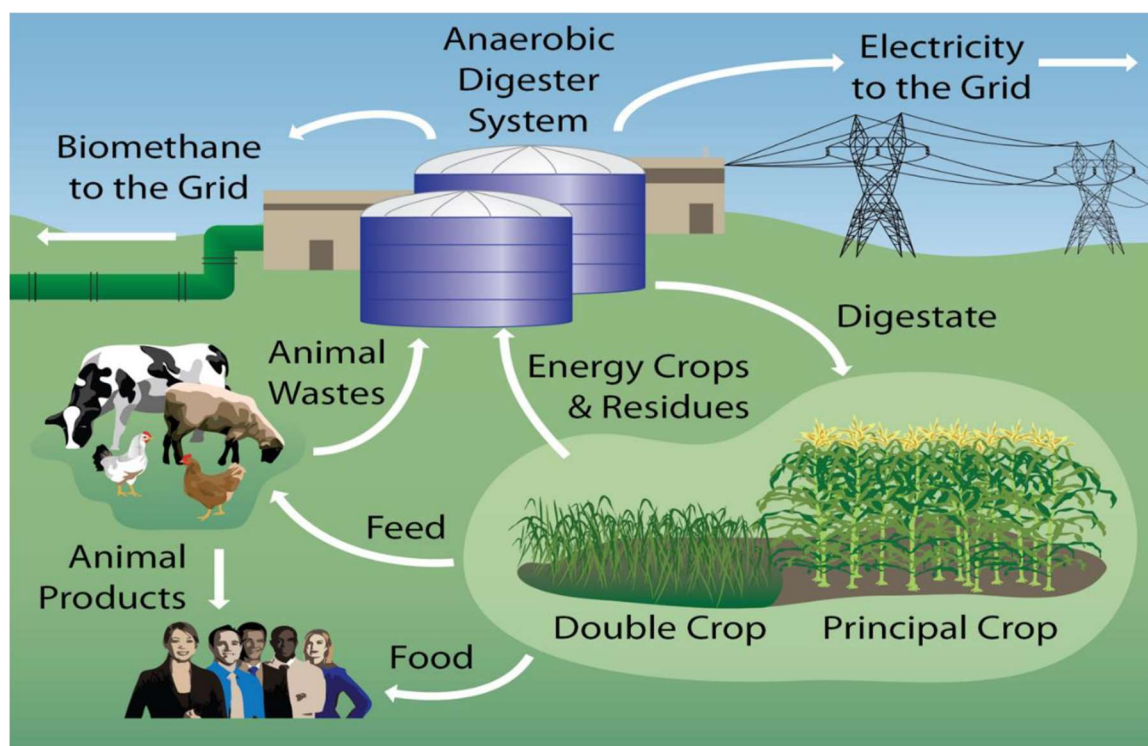 Anaerobic
Digester
System
Electricity
to the Grid
Biomethane
to the Grid
Digestate
Animal
Wastes
Energy Crops
& Residues
Feed
Animal
Products
Double Crop
Principal Crop
Food